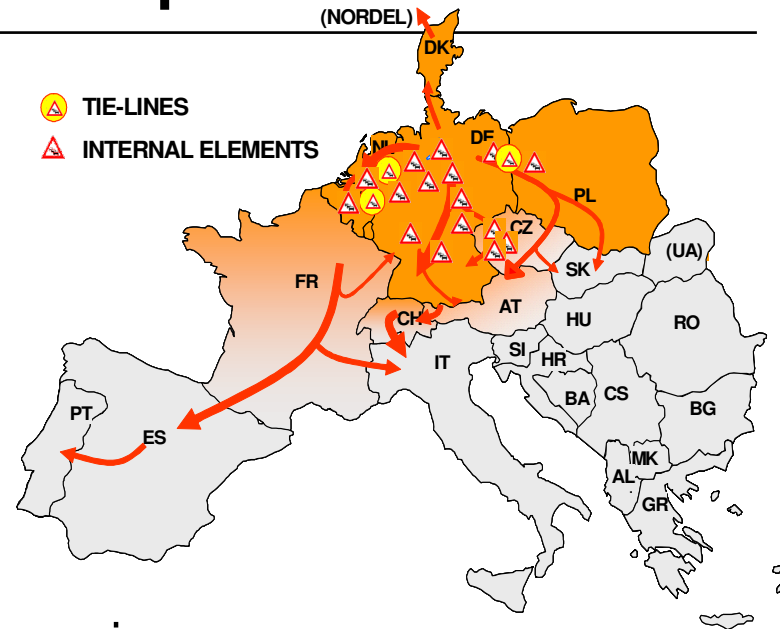 (NORDEL)
DK
TIE-LINES
INTERNAL ELEMENTS
NL
DE
PL
CZ
(UA)
SK
FR
AT
CH
HU
RO
IT
SI
HR
BA
CS
BG
PT
ES
MK
AL
GR